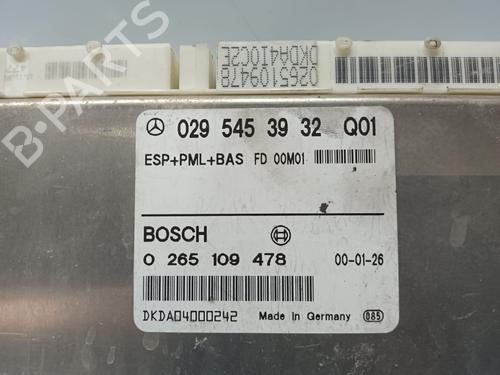 0265109478
DKDA4I0C2E
029 545 39 32 Q01
ESP+PML+BAS FD 00M01
BOSCH
0 265 109 478 00-01-26
DKDA04000242 Made in Germany 085
B-PARTS